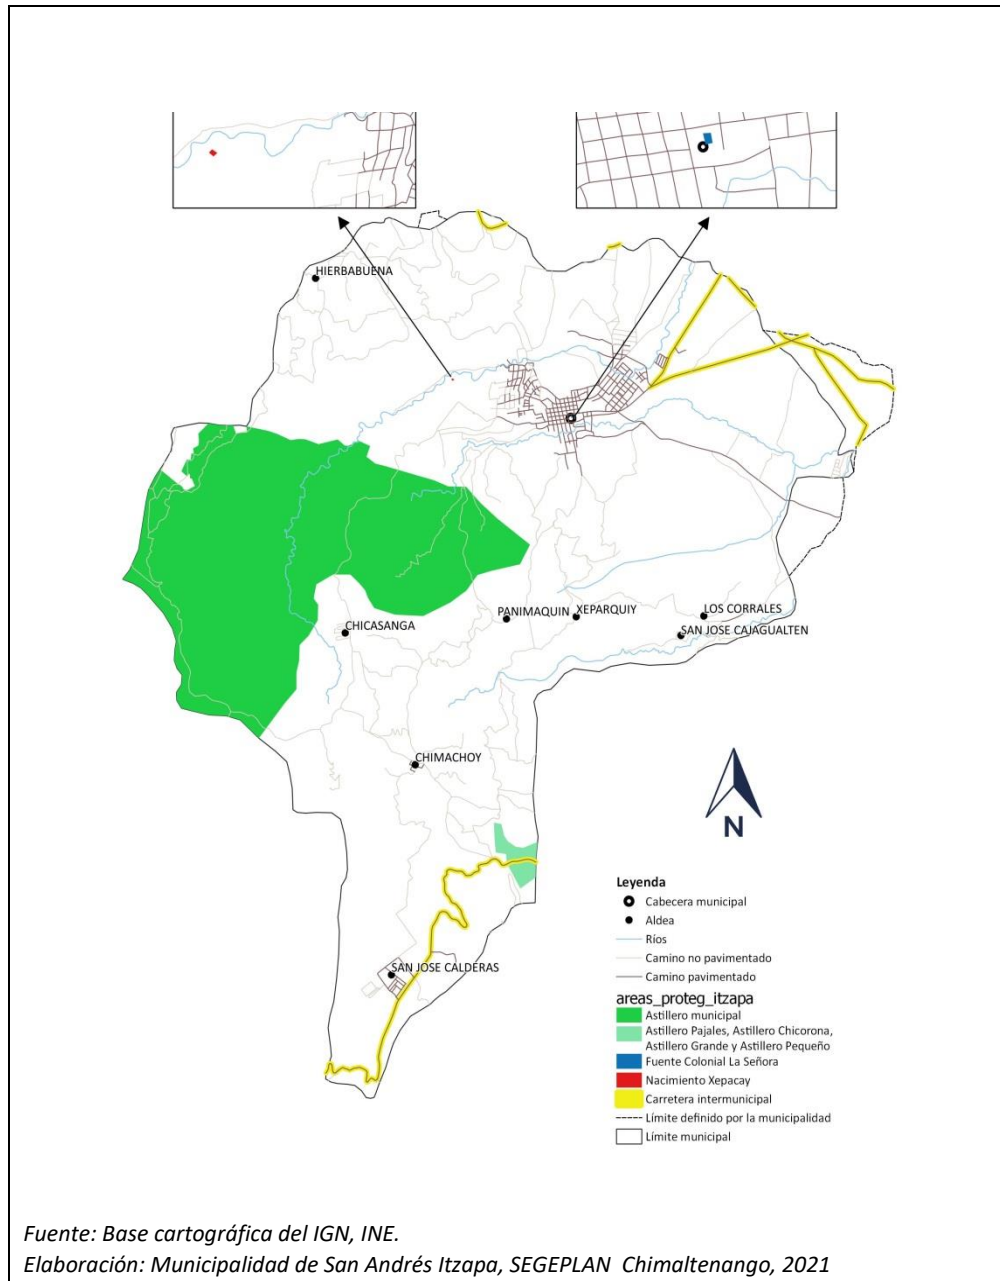 HIERBABUENA
PANIMAQUIN
XEPARQUIY
LOS CORRALES
CHICASANGA
SAN JOSE CAJAGUALTEN
CHIMACHOY
SAN JOSE CALDERAS
N
Leyenda
Cabecera municipal
Aldea
Ríos
Camino no pavimentado
Camino pavimentado
areas_proteg_itzapa
Astillero municipal
Astillero Pajales, Astillero Chicorona,
Astillero Grande y Astillero Pequeño
Fuente Colonial La Señora
Nacimiento Xepacay
Carretera intermunicipal
Límite definido por la municipalidad
Límite municipal
Fuente: Base cartográfica del IGN, INE.
Elaboración: Municipalidad de San Andrés Itzapa, SEGEPLAN Chimaltenango, 2021